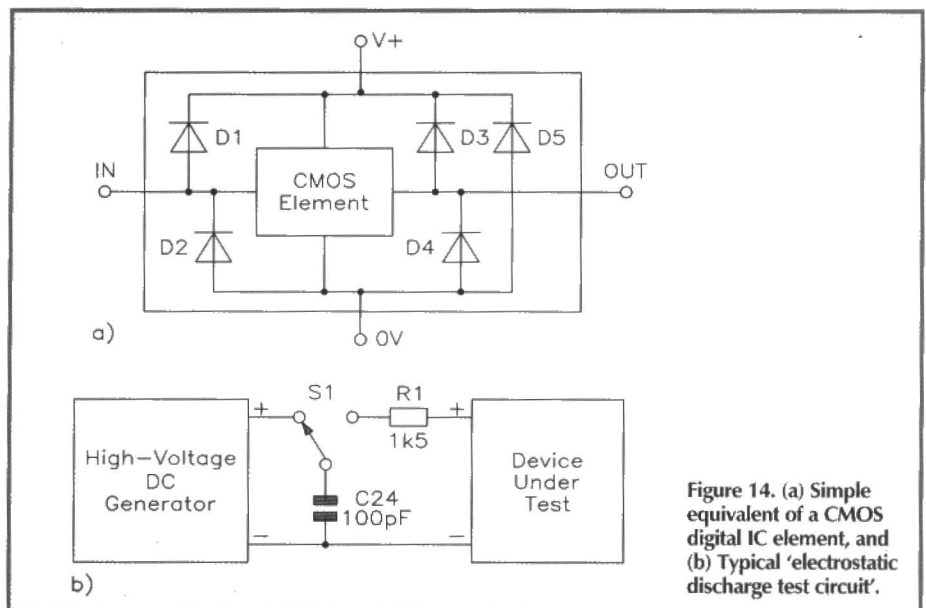 V+
D1
D3
D5
IN
CMOS
Element
OUT
D2
D4
a)
0V
S1
R1
+
+
1k5
High-Voltage
DC
Generator
C24
100pF
Device
Under
Test
-
-
b)
Figure 14. (a) Simple
equivalent of a CMOS
digital IC element, and
(b) Typical 'electrostatic
discharge test circuit'.